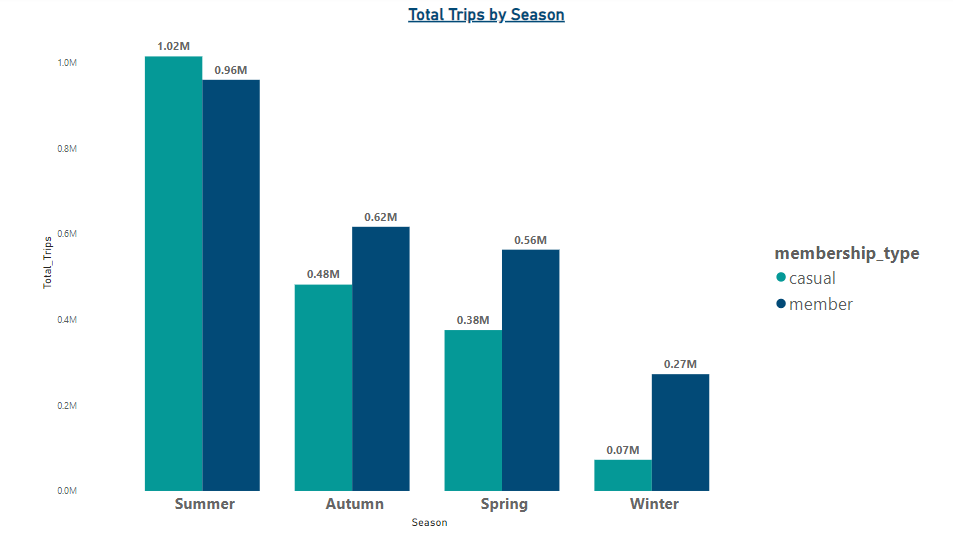 Total Trips by Season
1.02M
0.96M
0.62M
0.48M
0.56M
0.38M
0.27M
0.07M
1.0M
0.8M
0.6M
0.4M
0.2M
0.0M
Total_Trips
Summer
Autumn
Spring
Winter
Season
membership_type
casual
member